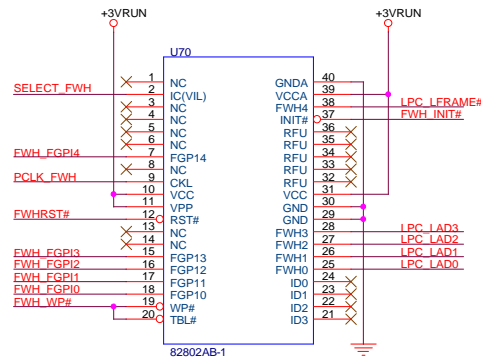 +3VRUN +3VRUN
U70
1 NC GNDA 40
SELECT_FWH 2 IC(VIL) VCCA 39
3 NC FWH4 38 LPC_LFRAME#
4 NC INIT# 37 FWH_INIT#
5 NC RFU 36
6 NC RFU 35
FWH_FGPI4 7 FGP14 RFU 34
8 NC RFU 33
PCLK_FWH 9 CKL RFU 32
10 VCC VCC 31
11 VPP GND 30
FWHRST# 12 RST# GND 29
13 NC FWH3 28 LPC_LAD3
14 NC FWH2 27 LPC_LAD2
FWH_FGPI3 15 FGP13 FWH1 26 LPC_LAD1
FWH_FGPI2 16 FGP12 FWH0 25 LPC_LAD0
FWH_FGPI1 17 FGP11 ID0 24
FWH_FGPI0 18 FGP10 ID1 23
FWH_WP# 19 WP# ID2 22
20 TBL# ID3 21
82802AB-1